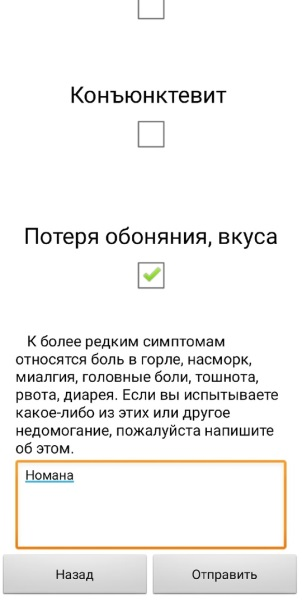 Конъюнктевит
Потеря обоняния, вкуса
К более редким симптомам
относятся боль в горле, насморк,
миалгия, головные боли, тошнота,
рвота, диарея. Если вы испытываете
какое-либо из этих или другое
недомогание, пожалуйста напишите
об этом.
Номана
Назад
Отправить